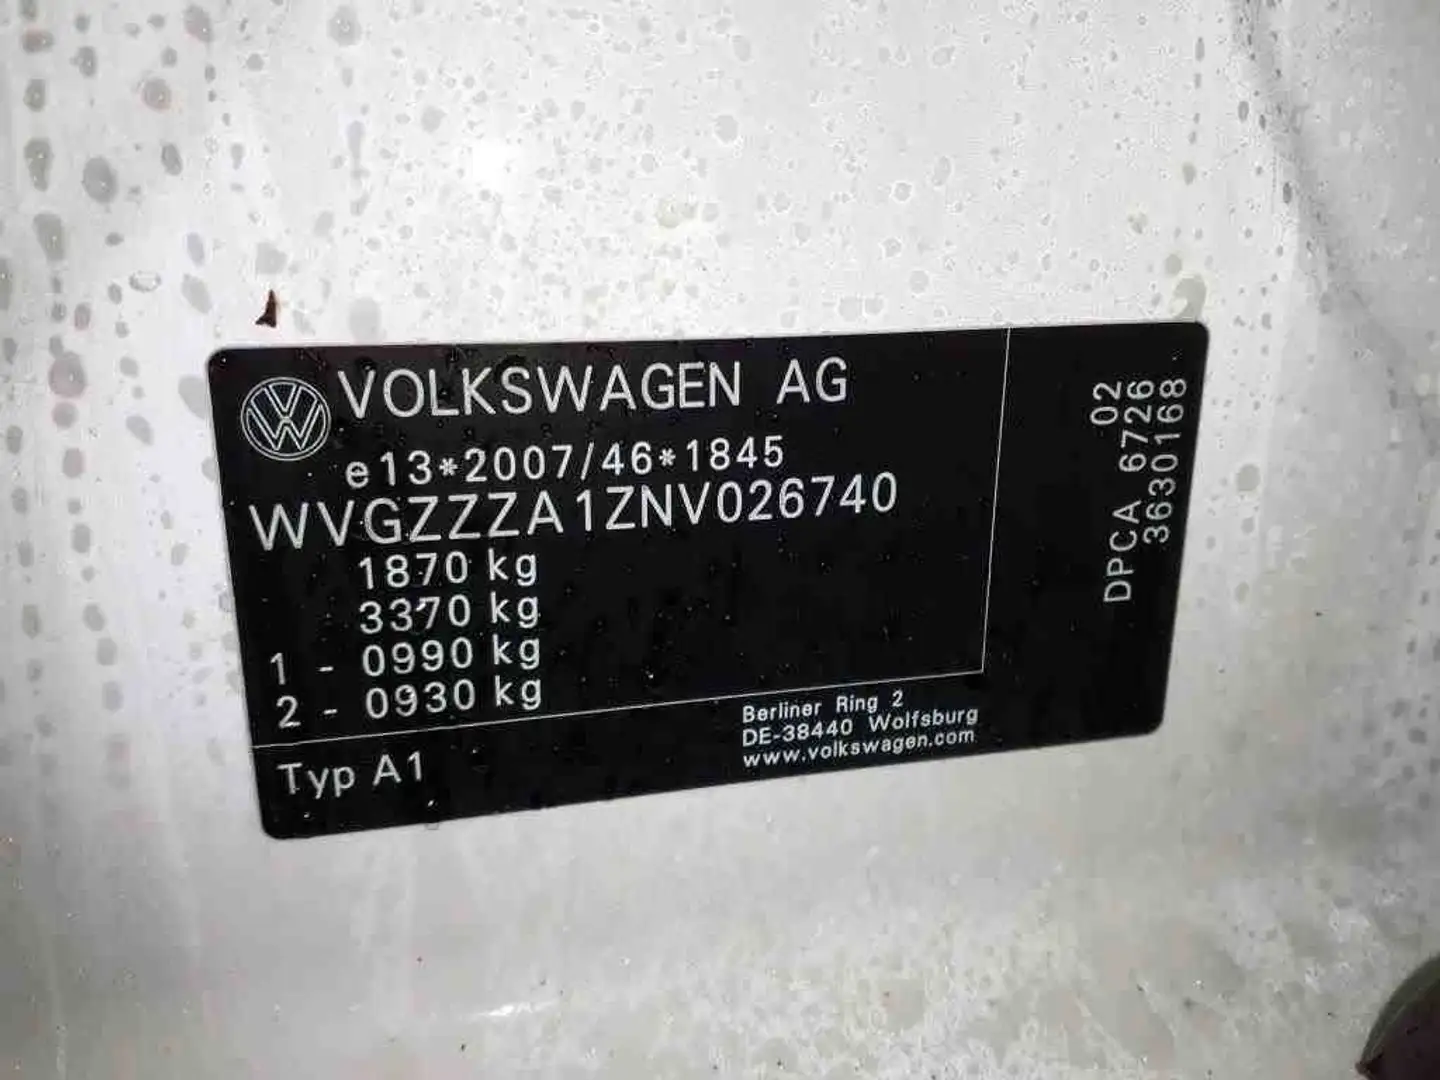 VOLKSWAGEN AG
e13*2007/46*1845
WVGZZZA1ZNV026740
1870 kg
3370 kg
1 - 0990 kg
2 - 0930 kg
Typ A1
Berliner Ring 2
DE-38440 Wolfsburg
www.volkswagen.com
02
DPCA 6726
3630168